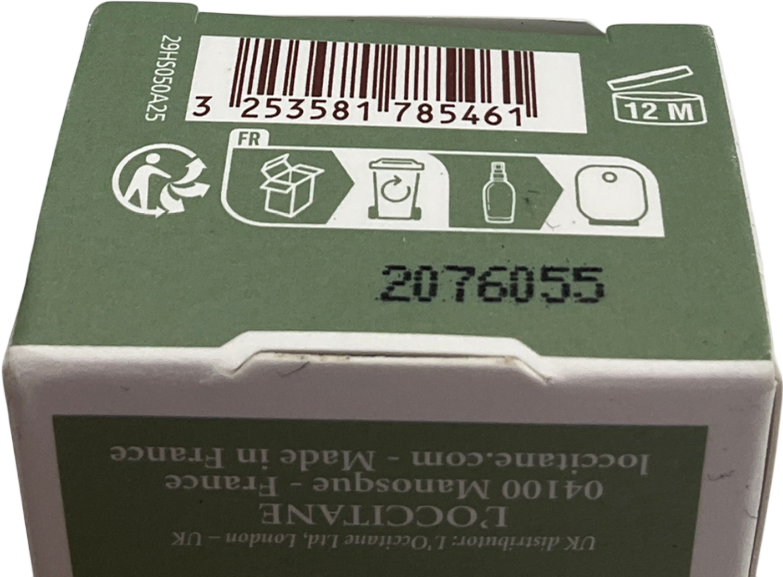 29HS050A25
3 253581 785461
12 M
FR
2076055
UK distributor: L'Occitane Ltd, London – UK
L'OCCITANE
04100 Manosque - France
loccitane.com - Made in France